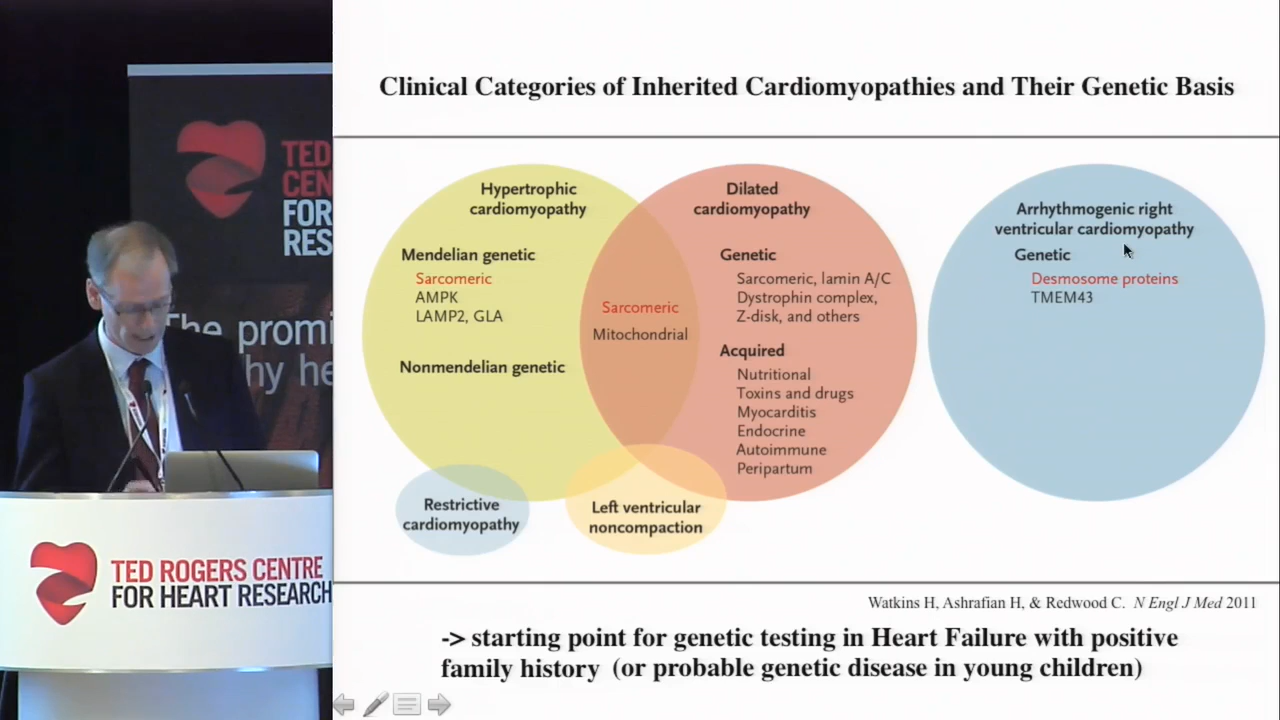 TED
CEN
FOR
RES
The promi
hy he
TED ROGERS CENTRE
FOR HEART RESEARCH
Clinical Categories of Inherited Cardiomyopathies and Their Genetic Basis
Hypertrophic
cardiomyopathy
Mendelian genetic
Sarcomeric
AMPK
LAMP2, GLA
Nonmendelian genetic
Sarcomeric
Mitochondrial
Dilated
cardiomyopathy
Genetic
Sarcomeric, lamin A/C
Dystrophin complex,
Z-disk, and others
Acquired
Nutritional
Toxins and drugs
Myocarditis
Endocrine
Autoimmune
Peripartum
Restrictive
cardiomyopathy
Left ventricular
noncompaction
Arrhythmogenic right
ventricular cardiomyopathy
Genetic
Desmosome proteins
TMEM43
Watkins H, Ashrafian H, & Redwood C. N Engl J Med 2011
-> starting point for genetic testing in Heart Failure with positive
family history (or probable genetic disease in young children)